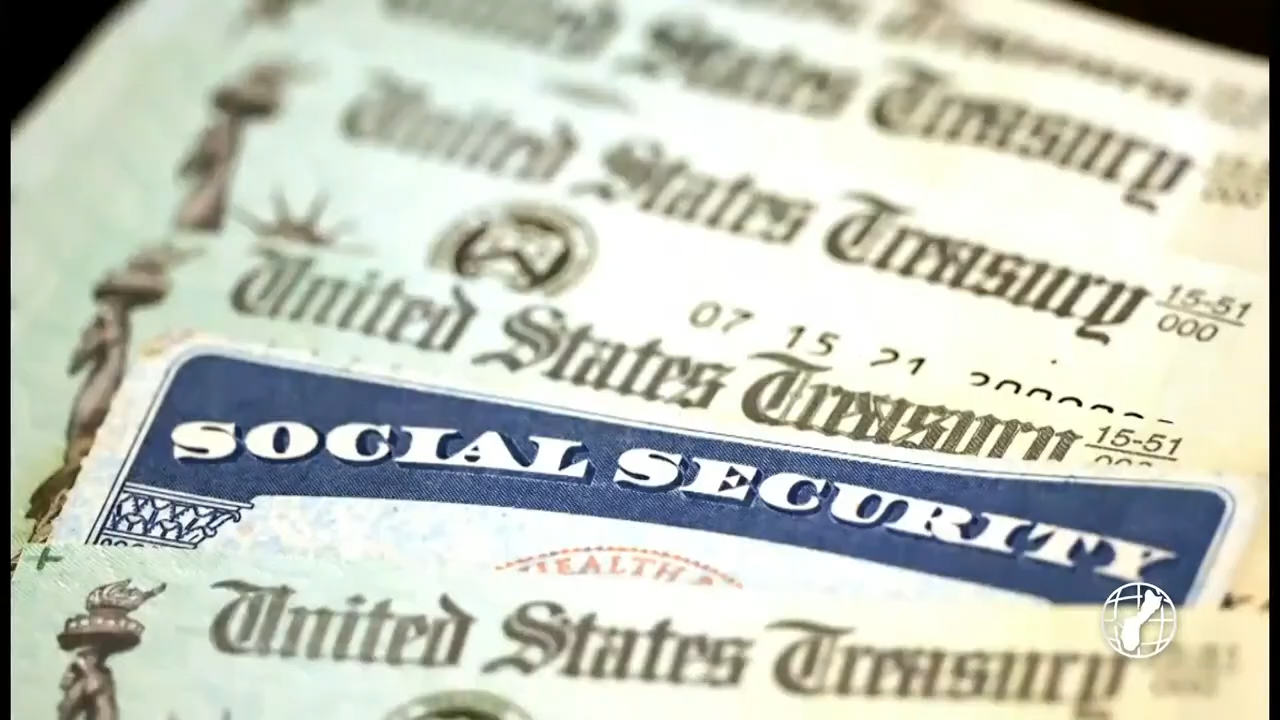 United States Treasury
United States Treasury
15-51
000
07 15 21
United States Treasury
15-51
SOCIAL SECURITY
HEALTH
United States Treasury